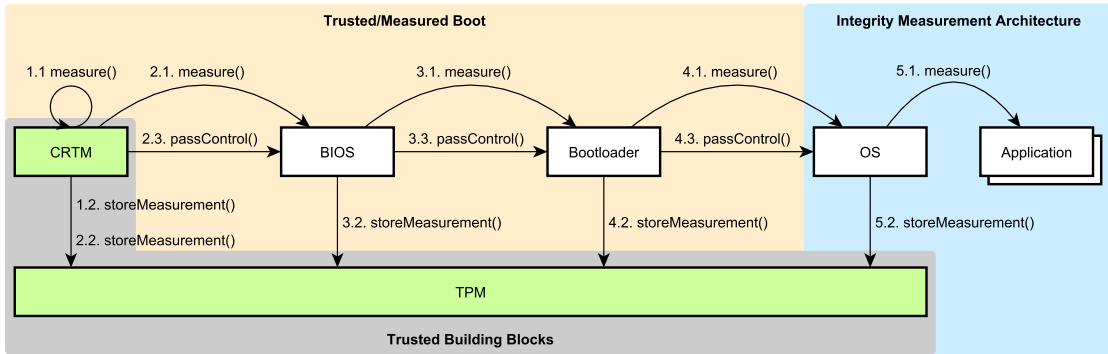 Trusted/Measured Boot
Integrity Measurement Architecture
1.1 measure()
2.1. measure()
3.1. measure()
4.1. measure()
5.1. measure()
CRTM
2.3. passControl()
BIOS
3.3. passControl()
Bootloader
4.3. passControl()
OS
Application
1.2. storeMeasurement()
2.2. storeMeasurement()
3.2. storeMeasurement()
4.2. storeMeasurement()
5.2. storeMeasurement()
TPM
Trusted Building Blocks